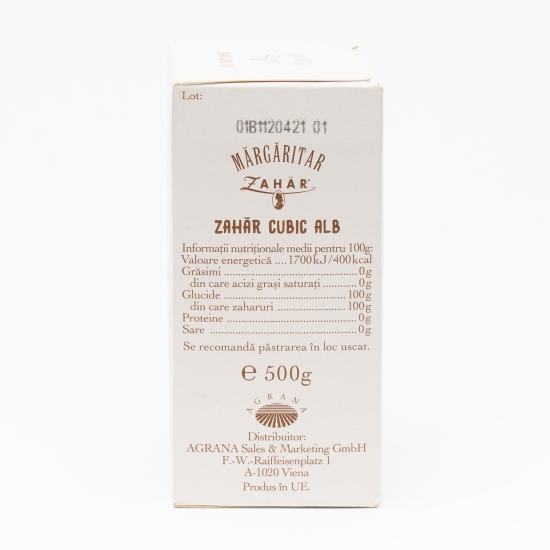 Lot:
01B1120421 01
MĂRGĂRITAR
ZAHĂR
ZAHĂR CUBIC ALB
Informații nutriționale medii pentru 100g:
Valoare energetică ....1700kJ/400kcal
Grăsimi ................................ 0g
din care acizi grași saturați .......... 0g
Glucide ............................ 100g
din care zaharuri .................. 100g
Proteine ............................... 0g
Sare .................................... 0g
Se recomandă păstrarea în loc uscat.
℮ 500g
AGRANA
Distribuitor:
AGRANA Sales & Marketing GmbH
F.-W.-Raiffeisenplatz 1
A-1020 Viena
Produs în UE.